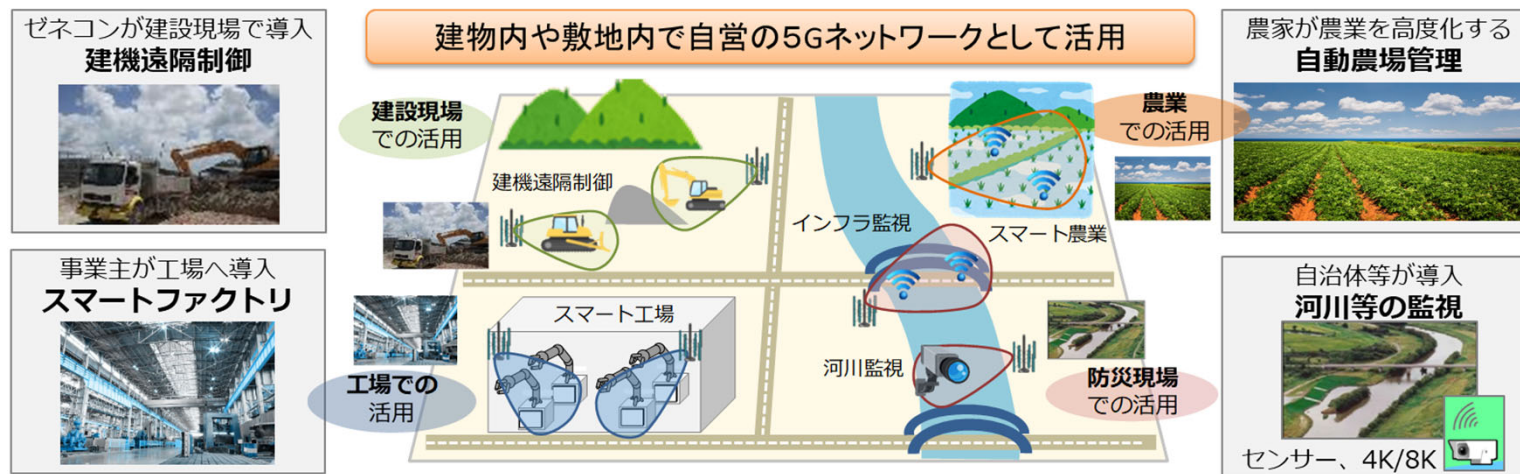 建物内や敷地内で自営の5Gネットワークとして活用
ゼネコンが建設現場で導入
建機遠隔制御
事業主が工場へ導入
スマートファクトリ
建設現場
での活用
建機遠隔制御
スマート工場
工場での
活用
インフラ監視
スマート農業
農業
での活用
河川監視
防災現場
での活用
農家が農業を高度化する
自動農場管理
自治体等が導入
河川等の監視
センサー、4K/8K